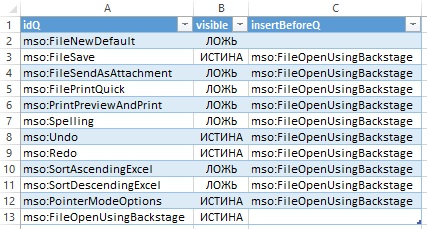 A B C
1 idQ visible insertBeforeQ
2 mso:FileNewDefault ЛОЖЬ
3 mso:FileSave ИСТИНА mso:FileOpenUsingBackstage
4 mso:FileSendAsAttachment ЛОЖЬ mso:FileOpenUsingBackstage
5 mso:FilePrintQuick ЛОЖЬ mso:FileOpenUsingBackstage
6 mso:PrintPreviewAndPrint ЛОЖЬ mso:FileOpenUsingBackstage
7 mso:Spelling ЛОЖЬ mso:FileOpenUsingBackstage
8 mso:Undo ИСТИНА mso:FileOpenUsingBackstage
9 mso:Redo ИСТИНА mso:FileOpenUsingBackstage
10 mso:SortAscendingExcel ЛОЖЬ mso:FileOpenUsingBackstage
11 mso:SortDescendingExcel ЛОЖЬ mso:FileOpenUsingBackstage
12 mso:PointerModeOptions ИСТИНА mso:FileOpenUsingBackstage
13 mso:FileOpenUsingBackstage ИСТИНА